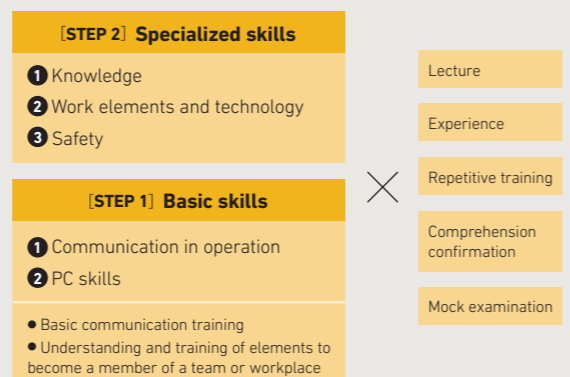 [STEP 2] Specialized skills
1 Knowledge
2 Work elements and technology
3 Safety
[STEP 1] Basic skills
1 Communication in operation
2 PC skills
● Basic communication training
● Understanding and training of elements to
become a member of a team or workplace
×
Lecture
Experience
Repetitive training
Comprehension
confirmation
Mock examination